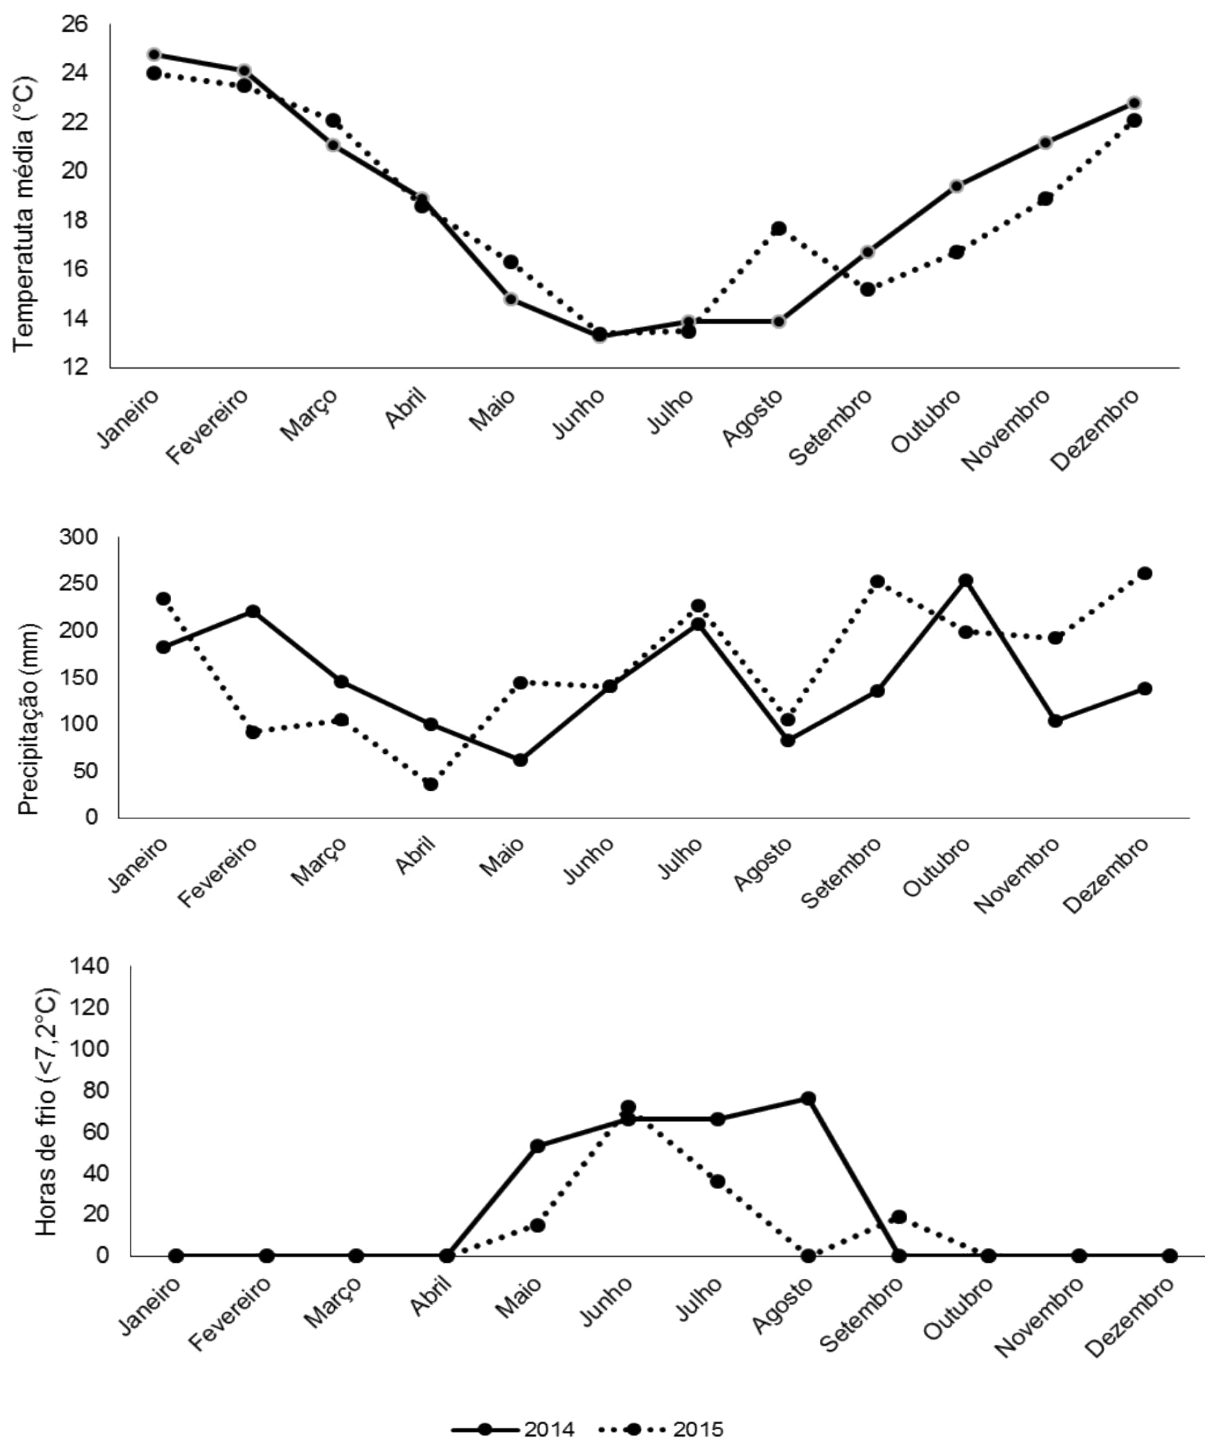 Temperatuta média (°C)
26
24
22
20
18
16
14
12
Janeiro
Fevereiro
Março
Abril
Maio
Junho
Julho
Agosto
Setembro
Outubro
Novembro
Dezembro
Precipitação (mm)
300
250
200
150
100
50
0
Janeiro
Fevereiro
Março
Abril
Maio
Junho
Julho
Agosto
Setembro
Outubro
Novembro
Dezembro
Horas de frio (<7,2°C)
140
120
100
80
60
40
20
0
Janeiro
Fevereiro
Março
Abril
Maio
Junho
Julho
Agosto
Setembro
Outubro
Novembro
Dezembro
2014 2015